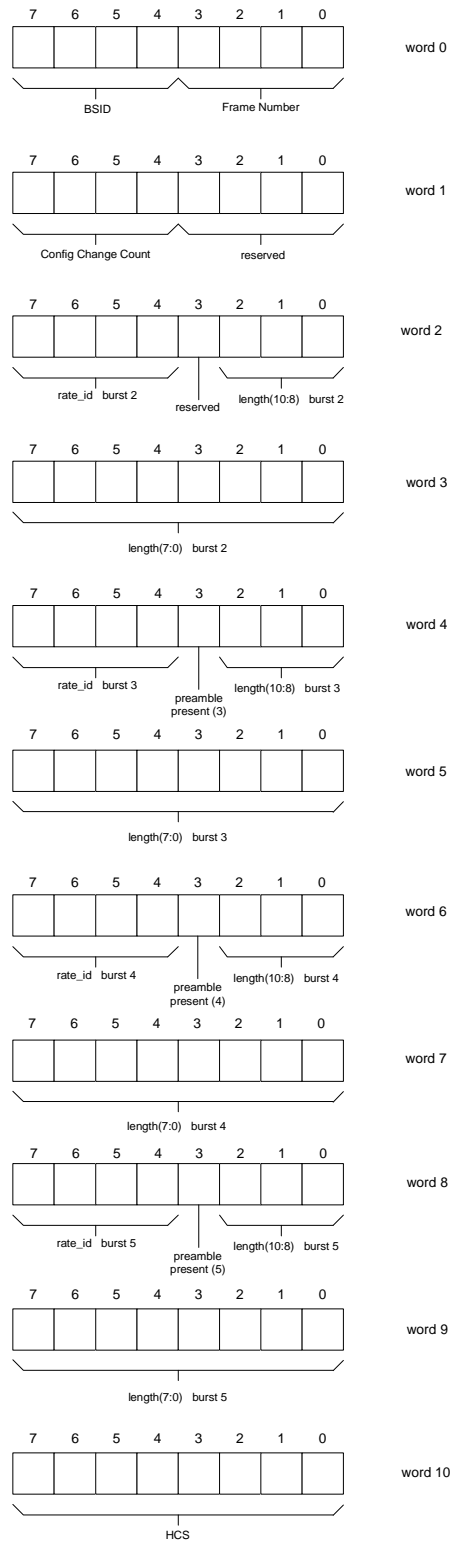 7 6 5 4 3 2 1 0
word 0
BSID Frame Number
7 6 5 4 3 2 1 0
word 1
Config Change Count reserved
7 6 5 4 3 2 1 0
word 2
rate_id burst 2 reserved length(10:8) burst 2
7 6 5 4 3 2 1 0
word 3
length(7:0) burst 2
7 6 5 4 3 2 1 0
word 4
rate_id burst 3 length(10:8) burst 3
preamble
present (3)
7 6 5 4 3 2 1 0
word 5
length(7:0) burst 3
7 6 5 4 3 2 1 0
word 6
rate_id burst 4 length(10:8) burst 4
preamble
present (4)
7 6 5 4 3 2 1 0
word 7
length(7:0) burst 4
7 6 5 4 3 2 1 0
word 8
rate_id burst 5 length(10:8) burst 5
preamble
present (5)
7 6 5 4 3 2 1 0
word 9
length(7:0) burst 5
7 6 5 4 3 2 1 0
word 10
HCS